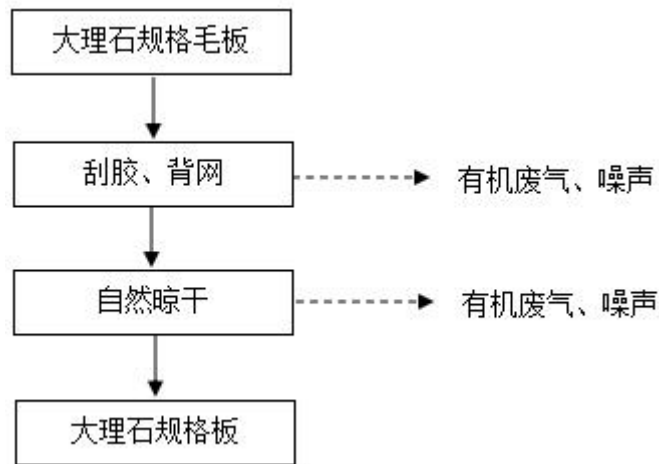 大理石规格毛板
刮胶、背网
有机废气、噪声
自然晾干
有机废气、噪声
大理石规格板